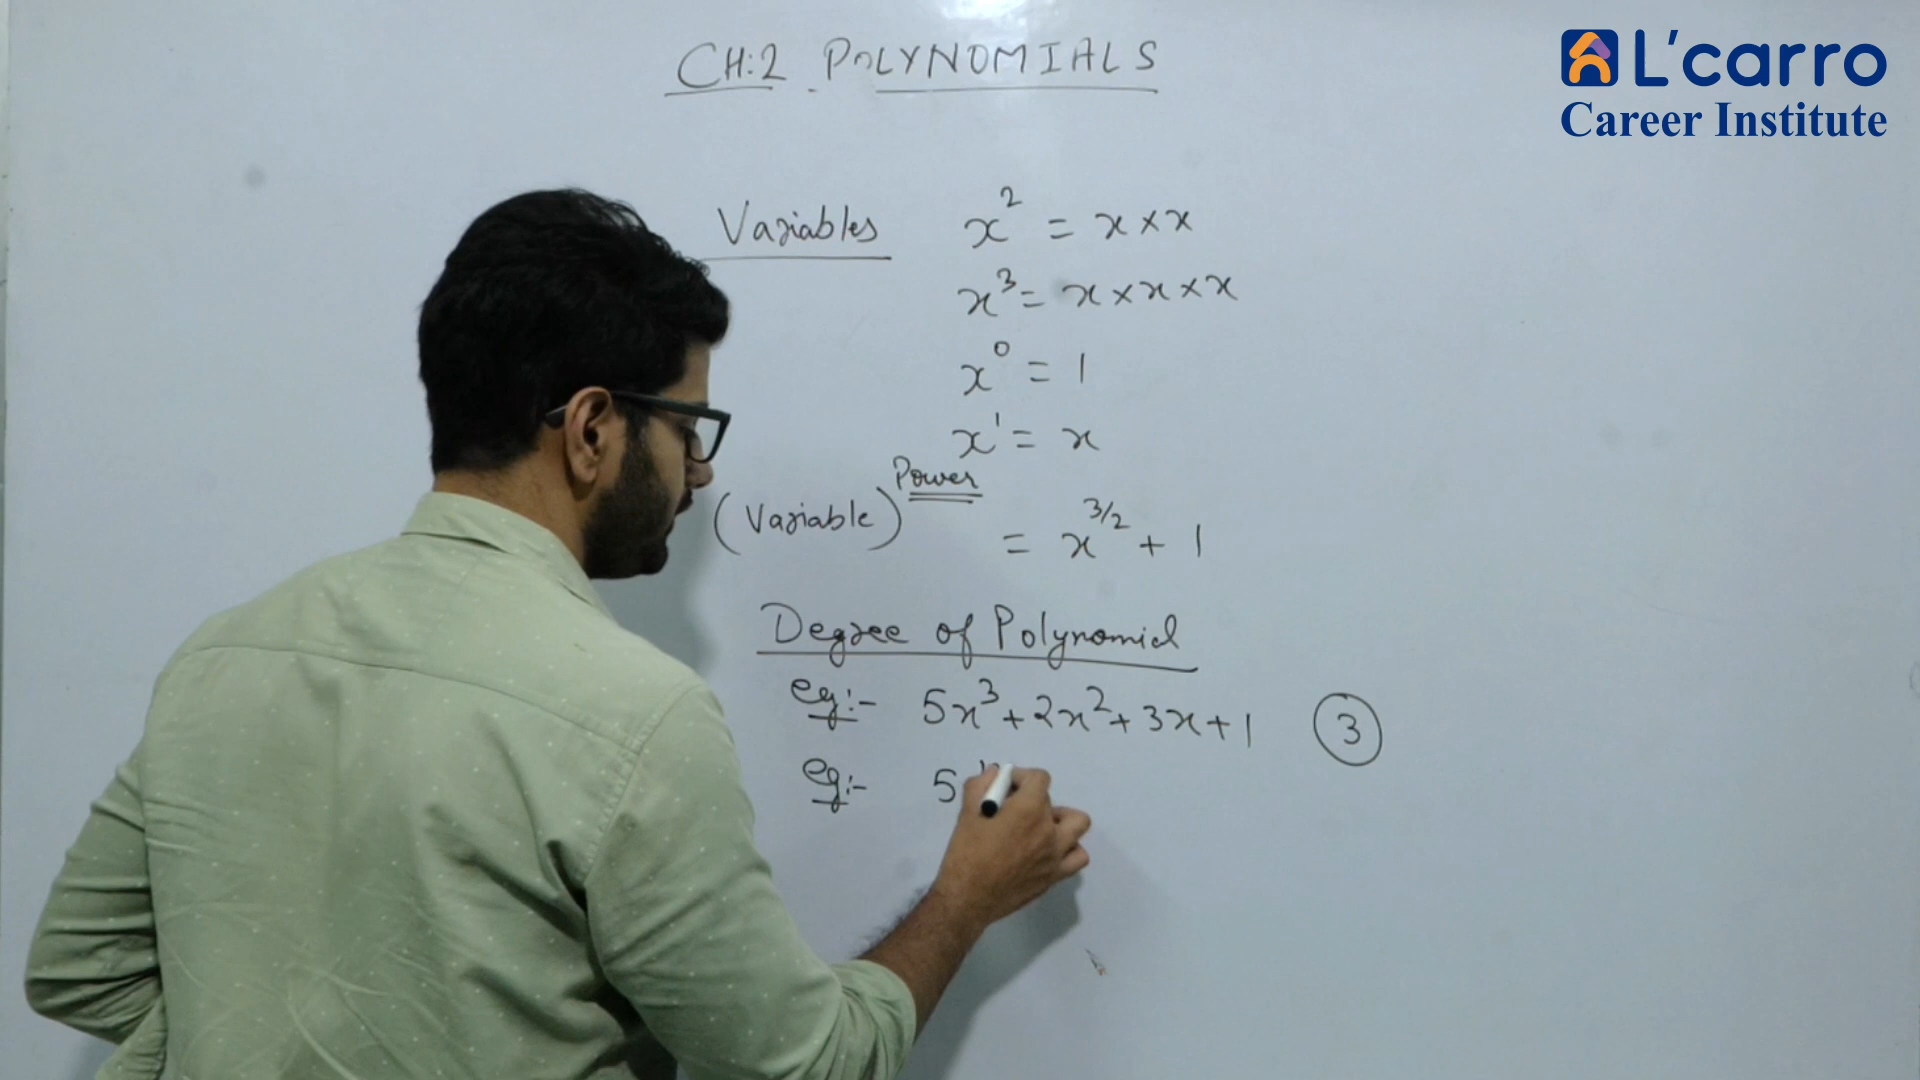 CH:2 POLYNOMIALS
L'carro
Career Institute
Variables x² = x × x
x³ = x × x × x
x⁰ = 1
x¹ = x
(Variable)^Power = x^3/2 + 1
Degree of Polynomial
eg:- 5x³ + 2x² + 3x + 1 ③
eg:- 5